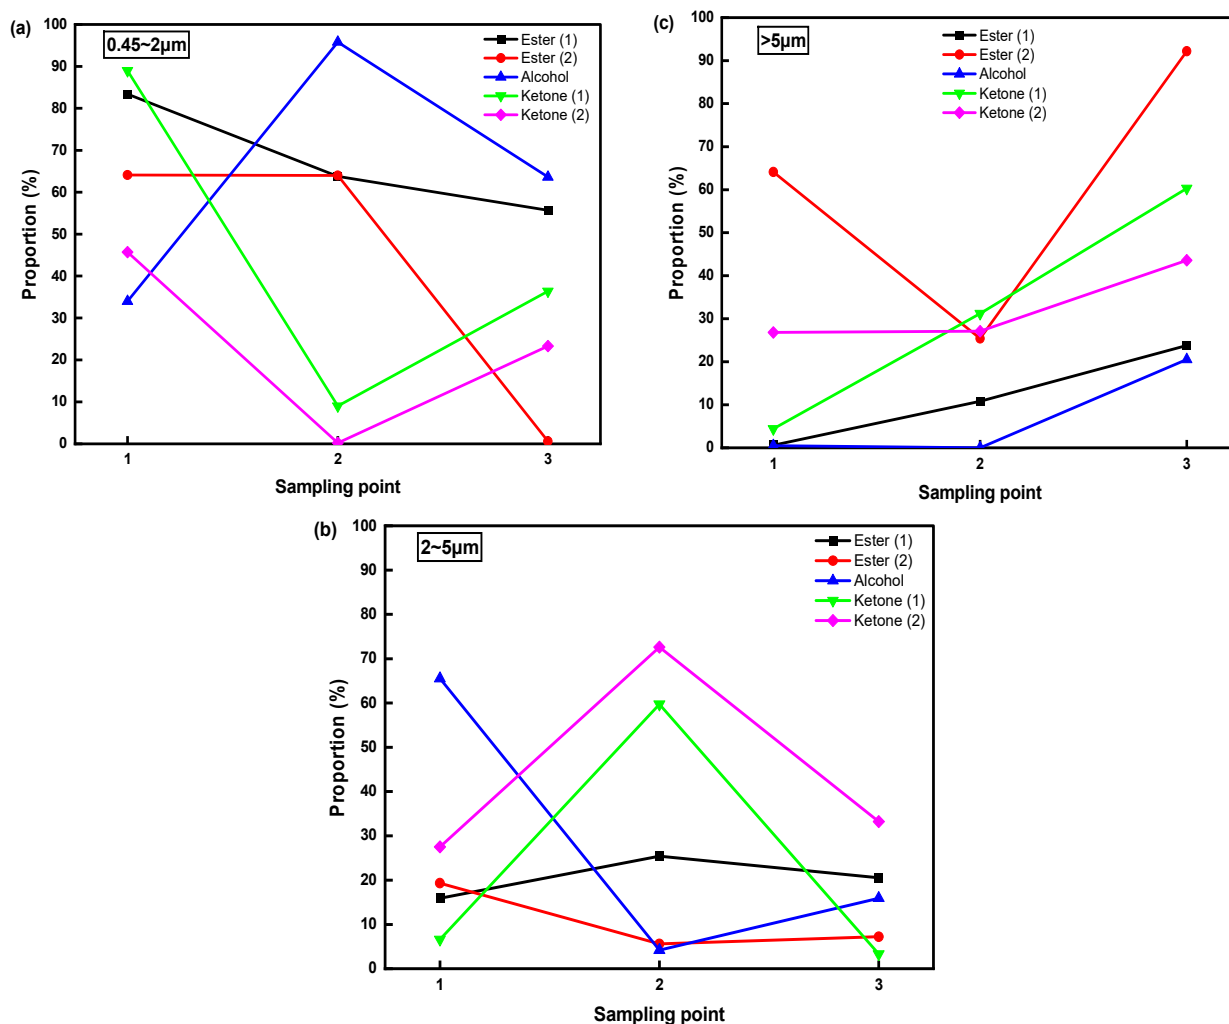 (a)
0.45~2μm
Ester (1)
Ester (2)
Alcohol
Ketone (1)
Ketone (2)
100
90
80
70
60
50
40
30
20
10
0
Proportion (%)
1 2 3
Sampling point
(c)
>5μm
Ester (1)
Ester (2)
Alcohol
Ketone (1)
Ketone (2)
100
90
80
70
60
50
40
30
20
10
0
Proportion (%)
1 2 3
Sampling point
(b)
2~5μm
Ester (1)
Ester (2)
Alcohol
Ketone (1)
Ketone (2)
100
90
80
70
60
50
40
30
20
10
0
Proportion (%)
1 2 3
Sampling point